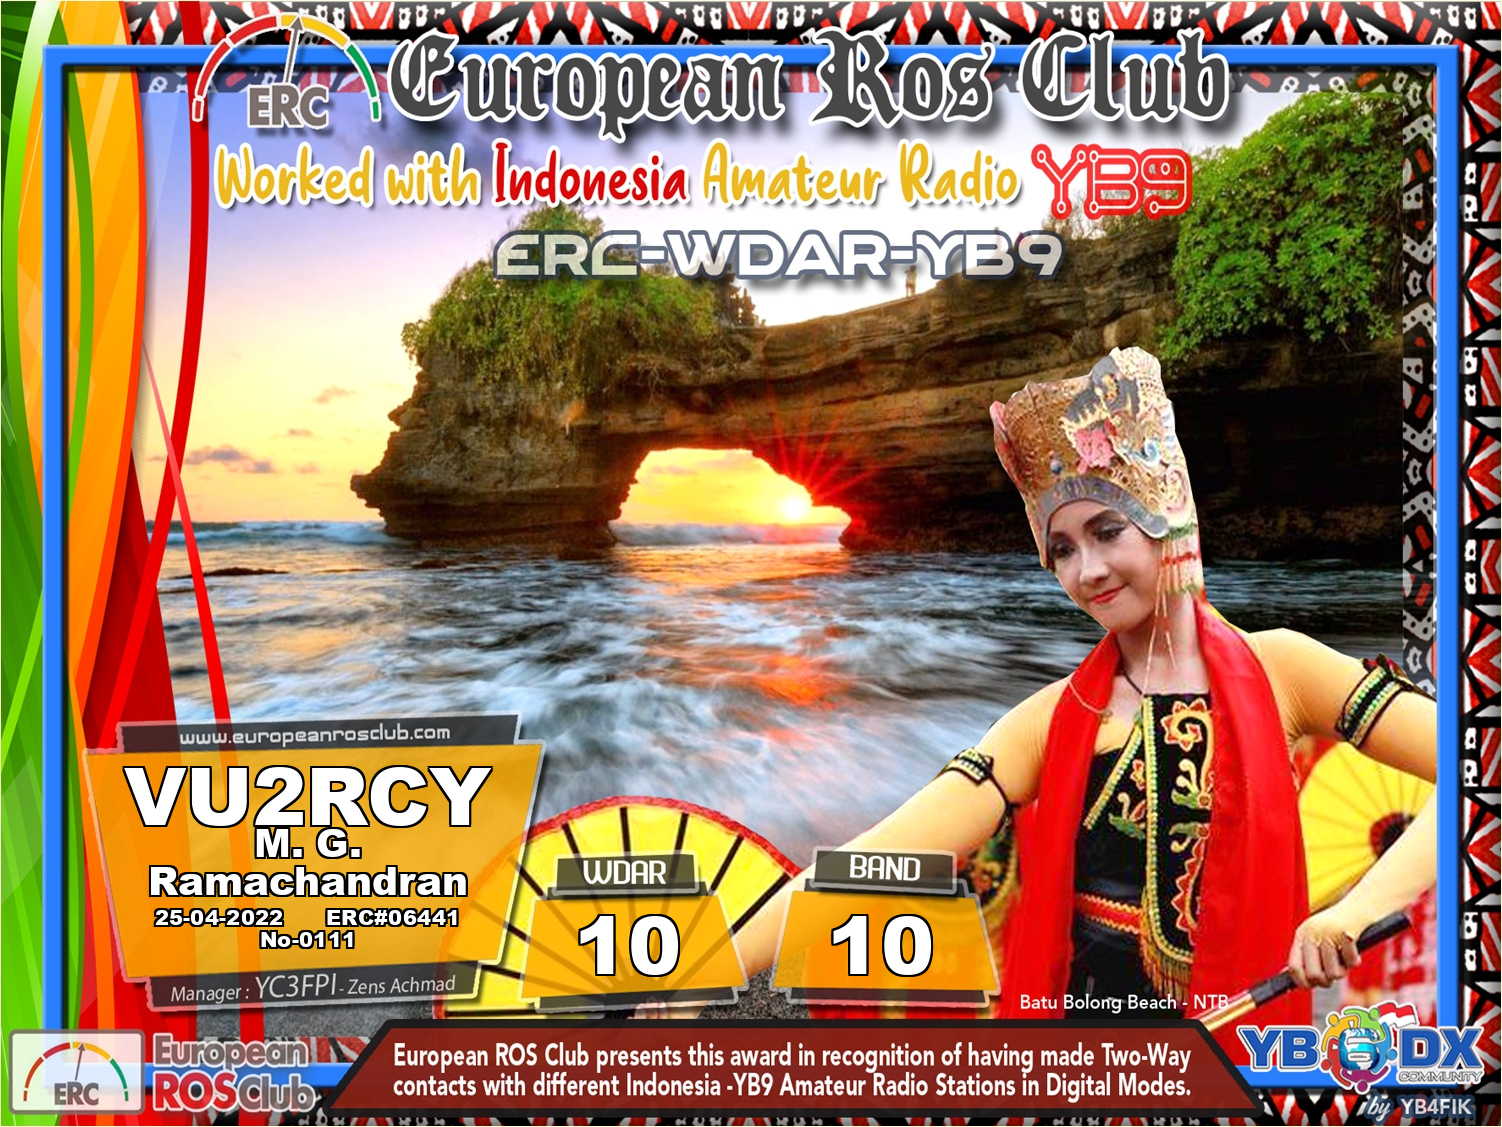 ERC European Ros Club
Worked with Indonesia Amateur Radio YB9
ERC-WDAR-YB9
www.europeanrosclub.com
VU2RCY
M. G.
Ramachandran
25-04-2022 ERC#06441
No-0111
Manager : YC3FPI - Zens Achmad
WDAR
10
BAND
10
Batu Bolong Beach - NTB
ERC
European
ROSClub
European ROS Club presents this award in recognition of having made Two-Way
contacts with different Indonesia -YB9 Amateur Radio Stations in Digital Modes.
YB DX
COMMUNITY
by YB4FIK